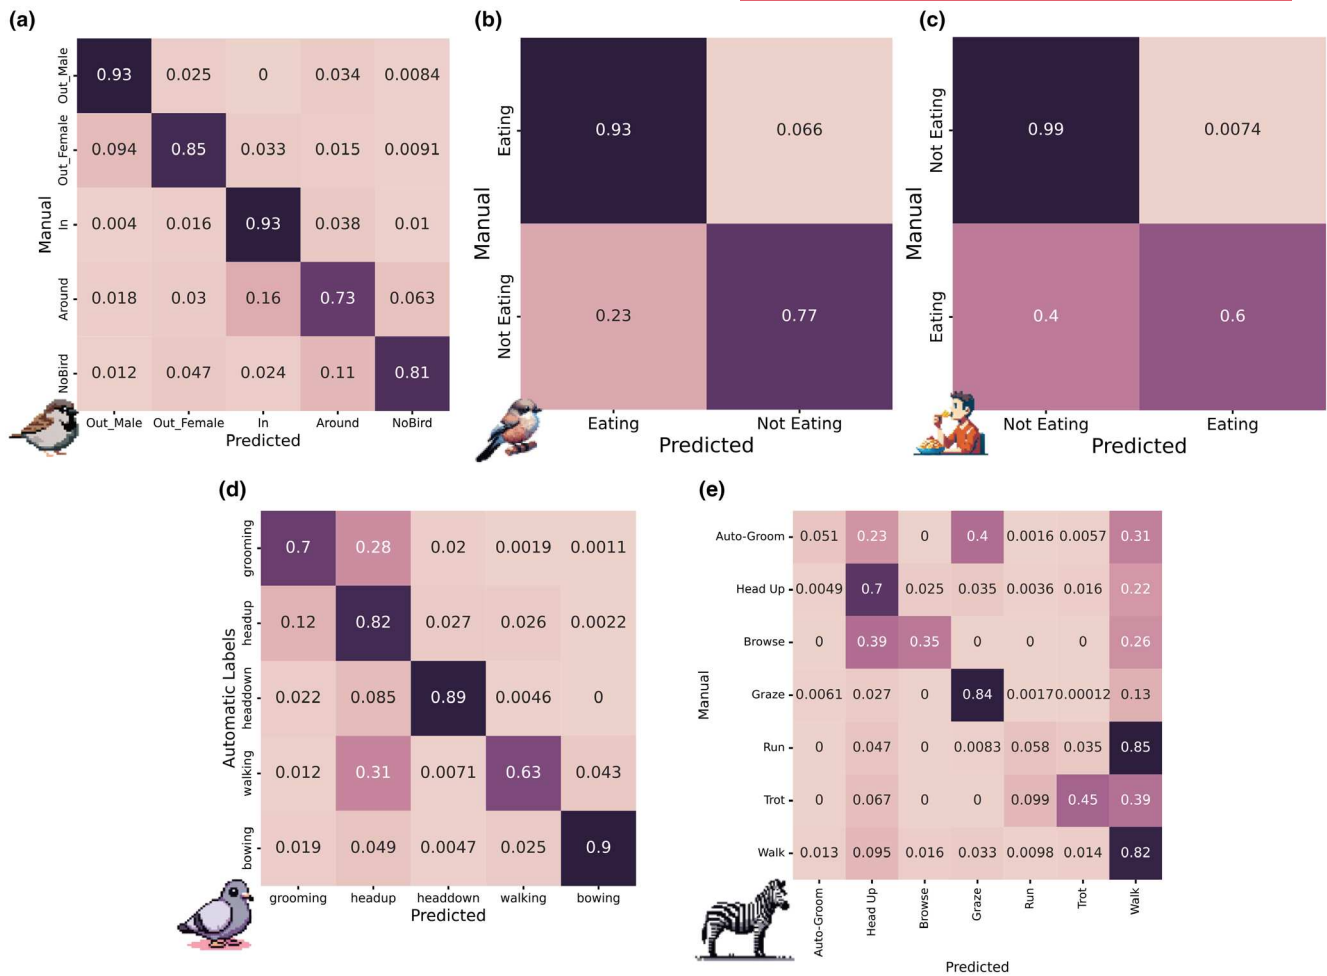 (a)
Out_Male 0.93 0.025 0 0.034 0.0084
Out_Female 0.094 0.85 0.033 0.015 0.0091
In 0.004 0.016 0.93 0.038 0.01
Around 0.018 0.03 0.16 0.73 0.063
NoBird 0.012 0.047 0.024 0.11 0.81
Manual
Out_Male Out_Female In Around NoBird
Predicted
(b)
Eating 0.93 0.066
Not Eating 0.23 0.77
Manual
Eating Not Eating
Predicted
(c)
Not Eating 0.99 0.0074
Eating 0.4 0.6
Manual
Not Eating Eating
Predicted
(d)
grooming 0.7 0.28 0.02 0.0019 0.0011
headup 0.12 0.82 0.027 0.026 0.0022
headdown 0.022 0.085 0.89 0.0046 0
walking 0.012 0.31 0.0071 0.63 0.043
bowing 0.019 0.049 0.0047 0.025 0.9
Automatic Labels
grooming headup headdown walking bowing
Predicted
(e)
Auto-Groom 0.051 0.23 0 0.4 0.0016 0.0057 0.31
Head Up 0.0049 0.7 0.025 0.035 0.0036 0.016 0.22
Browse 0 0.39 0.35 0 0 0 0.26
Graze 0.0061 0.027 0 0.84 0.0017 0.00012 0.13
Run 0 0.047 0 0.0083 0.058 0.035 0.85
Trot 0 0.067 0 0 0.099 0.45 0.39
Walk 0.013 0.095 0.016 0.033 0.0098 0.014 0.82
Manual
Auto-Groom Head Up Browse Graze Run Trot Walk
Predicted